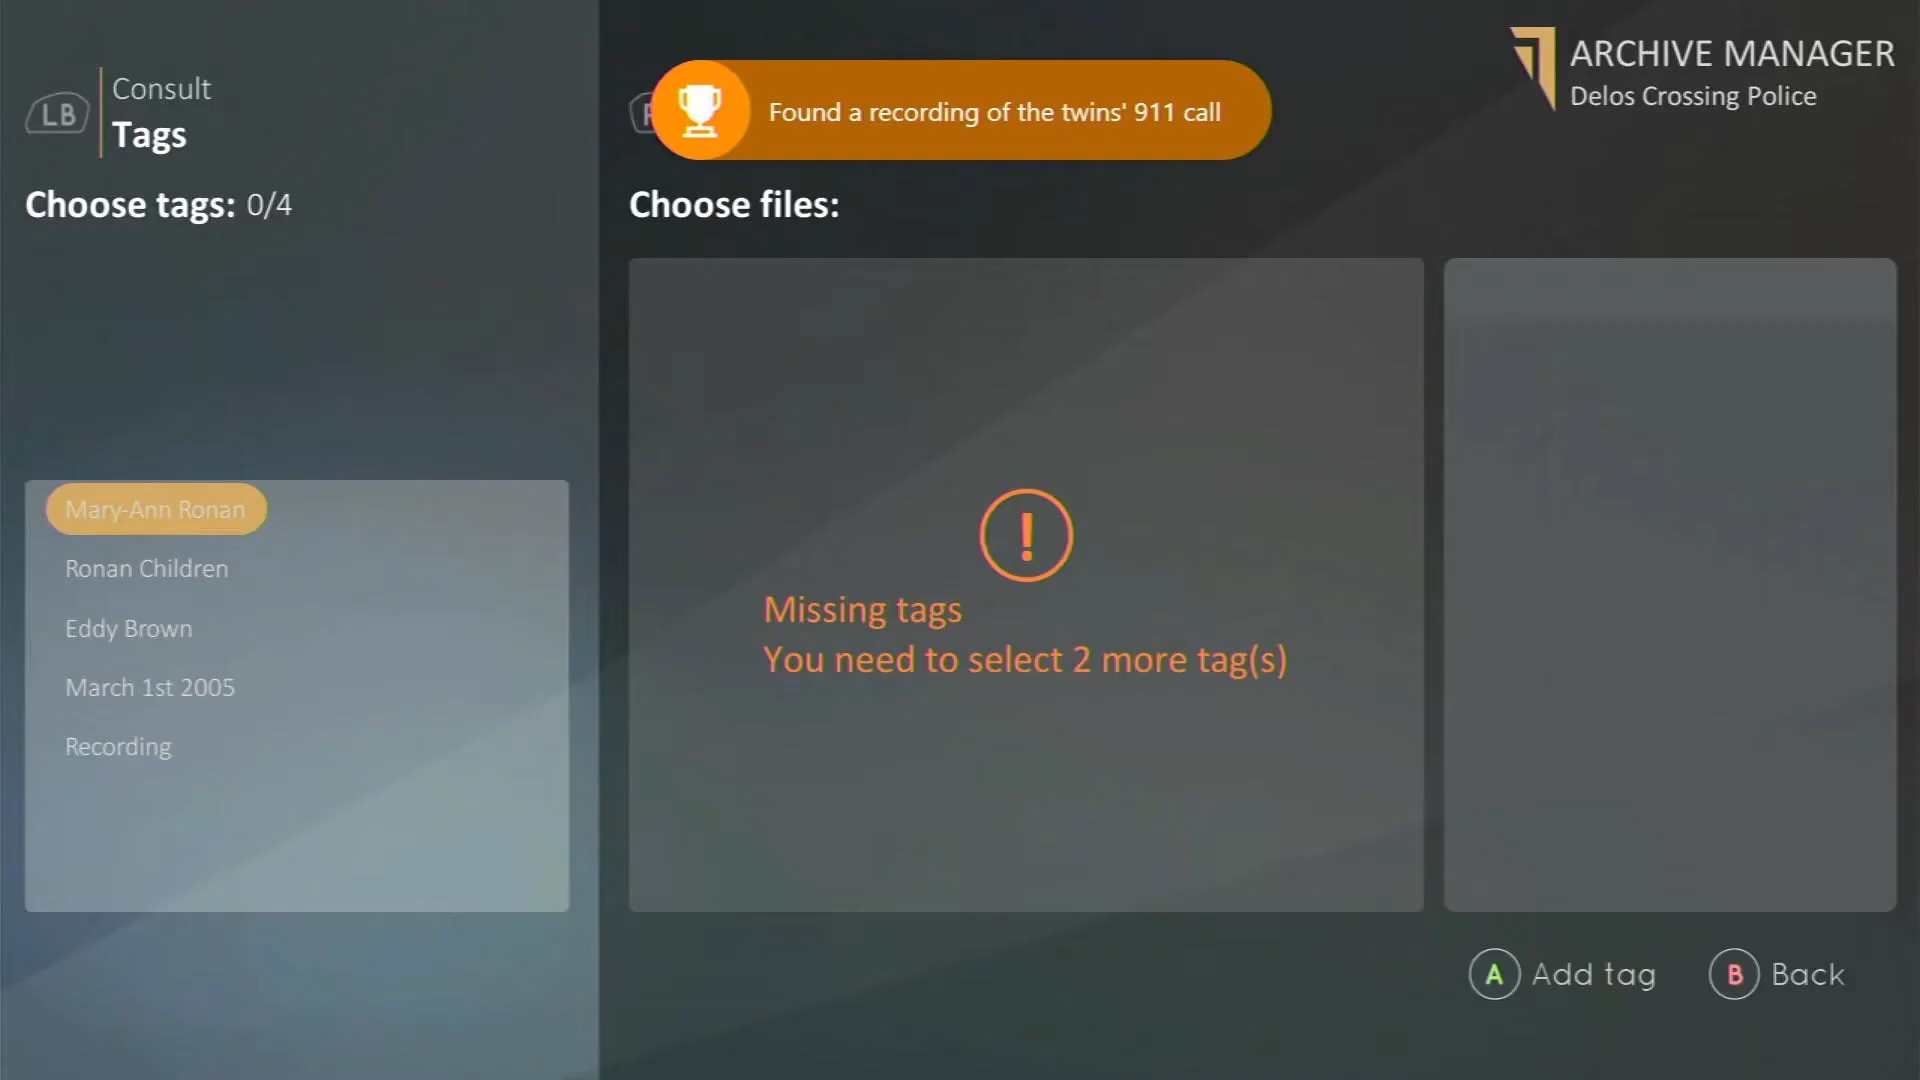 LB
Consult
Tags
Found a recording of the twins' 911 call
ARCHIVE MANAGER
Delos Crossing Police
Choose tags: 0/4
Choose files:
Mary-Ann Ronan
Ronan Children
Eddy Brown
March 1st 2005
Recording
!
Missing tags
You need to select 2 more tag(s)
A Add tag
B Back